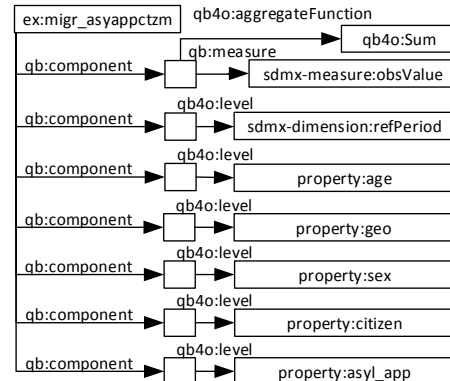 ex:migr_asyappctzm
qb4o:aggregateFunction
qb4o:Sum
qb:measure
qb:component
sdmx-measure:obsValue
qb4o:level
qb:component
sdmx-dimension:refPeriod
qb4o:level
qb:component
property:age
qb4o:level
qb:component
property:geo
qb4o:level
qb:component
property:sex
qb4o:level
qb:component
property:citizen
qb4o:level
qb:component
property:asyl_app